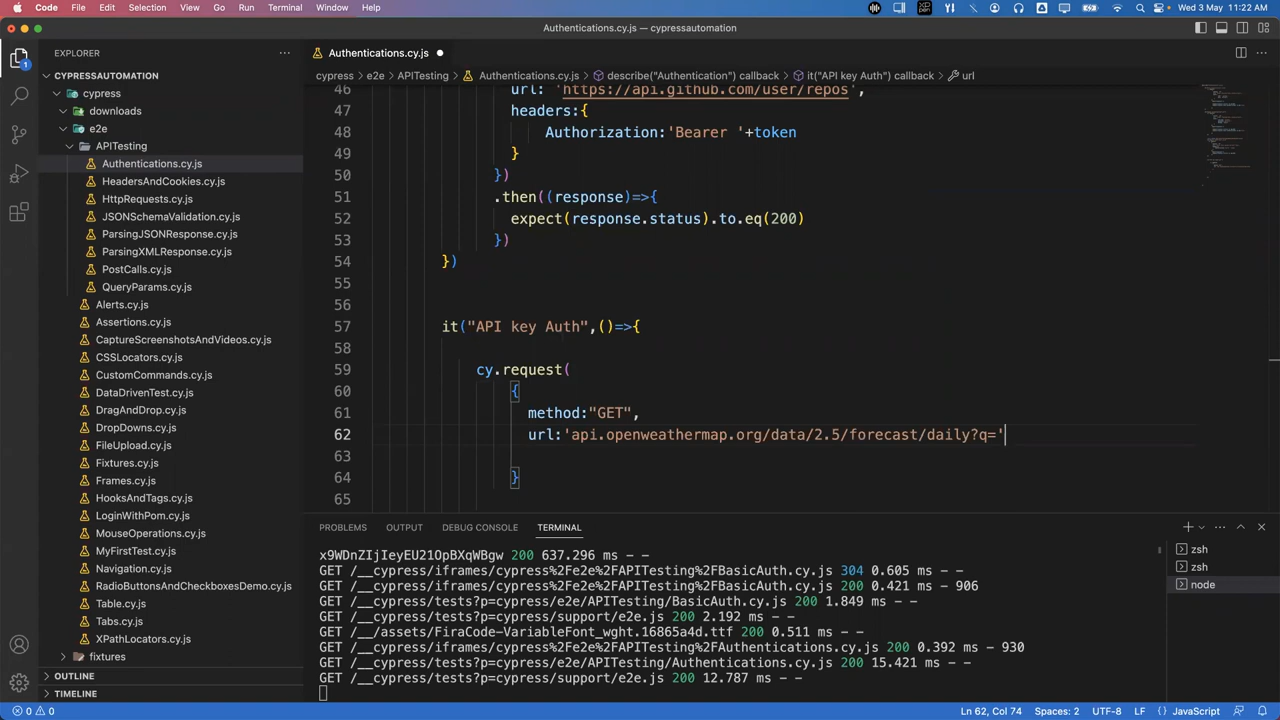 Code File Edit Selection View Go Run Terminal Window Help Wed 3 May 11:22 AM
Authentications.cy.js — cypressautomation
EXPLORER
CYPRESSAUTOMATION
cypress
downloads
e2e
APITesting
Authentications.cy.js
HeadersAndCookies.cy.js
HttpRequests.cy.js
JSONSchemaValidation.cy.js
ParsingJSONResponse.cy.js
ParsingXMLResponse.cy.js
PostCalls.cy.js
QueryParams.cy.js
Alerts.cy.js
Assertions.cy.js
CaptureScreenshotsAndVideos.cy.js
CSSLocators.cy.js
CustomCommands.cy.js
DataDrivenTest.cy.js
DragAndDrop.cy.js
DropDowns.cy.js
FileUpload.cy.js
Fixtures.cy.js
Frames.cy.js
HooksAndTags.cy.js
LoginWithPom.cy.js
MouseOperations.cy.js
MyFirstTest.cy.js
Navigation.cy.js
RadioButtonsAndCheckboxesDemo.cy.js
Table.cy.js
Tabs.cy.js
XPathLocators.cy.js
fixtures
OUTLINE
TIMELINE
Authentications.cy.js
cypress > e2e > APITesting > Authentications.cy.js > describe("Authentication") callback > it("API key Auth") callback > url
46 url: 'https://api.github.com/user/repos',
47 headers:{
48 Authorization:'Bearer '+token
49 }
50 })
51 .then((response)=>{
52 expect(response.status).to.eq(200)
53 })
54 })
55
56
57 it("API key Auth",()=>{
58
59 cy.request(
60 {
61 method:"GET",
62 url:'api.openweathermap.org/data/2.5/forecast/daily?q='
63
64 }
65
PROBLEMS OUTPUT DEBUG CONSOLE TERMINAL
x9WDnZIjIeyEU21OpBXqWBgw 200 637.296 ms - -
GET /__cypress/iframes/cypress%2Fe2e%2FAPITesting%2FBasicAuth.cy.js 304 0.605 ms - -
GET /__cypress/iframes/cypress%2Fe2e%2FAPITesting%2FBasicAuth.cy.js 200 0.421 ms - 906
GET /__cypress/tests?p=cypress/e2e/APITesting/BasicAuth.cy.js 200 1.849 ms - -
GET /__cypress/tests?p=cypress/support/e2e.js 200 2.192 ms - -
GET /__/assets/FiraCode-VariableFont_wght.16865a4d.ttf 200 0.511 ms - -
GET /__cypress/iframes/cypress%2Fe2e%2FAPITesting%2FAuthentications.cy.js 200 0.392 ms - 930
GET /__cypress/tests?p=cypress/e2e/APITesting/Authentications.cy.js 200 15.421 ms - -
GET /__cypress/tests?p=cypress/support/e2e.js 200 12.787 ms - -
zsh
zsh
node
0 0 Ln 62, Col 74 Spaces: 2 UTF-8 LF {} JavaScript